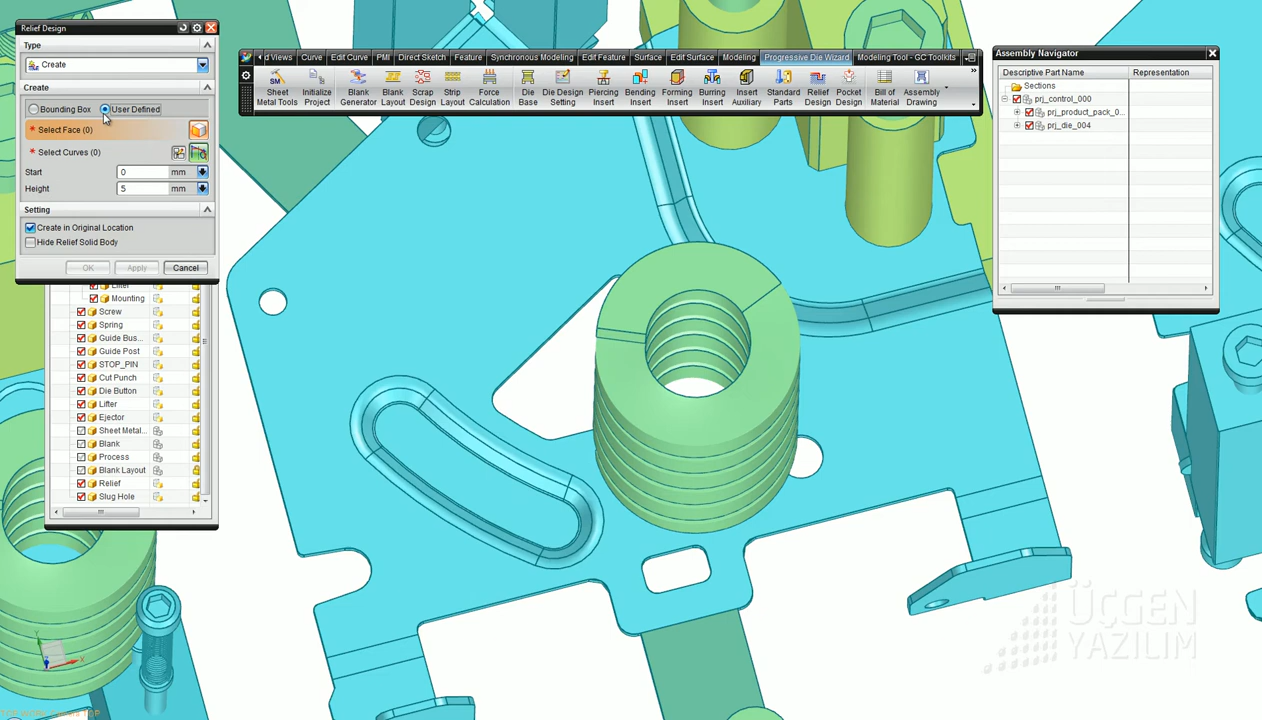 Relief Design
Type
Create
Create
Bounding Box
User Defined
* Select Face (0)
* Select Curves (0)
Start
0
mm
Height
5
mm
Setting
Create in Original Location
Hide Relief Solid Body
OK
Apply
Cancel
Lifter
Mounting
Screw
Spring
Guide Bus...
Guide Post
STOP_PIN
Cut Punch
Die Button
Lifter
Ejector
Sheet Metal...
Blank
Process
Blank Layout
Relief
Slug Hole
d Views
Edit Curve
PMI
Direct Sketch
Feature
Synchronous Modeling
Edit Feature
Surface
Edit Surface
Modeling
Progressive Die Wizard
Modeling Tool - GC Toolkits
SM
Sheet Metal Tools
Initialize Project
Blank Generator
Blank Layout
Scrap Design
Strip Layout
Force Calculation
Die Base
Die Design Setting
Piercing Insert
Bending Insert
Forming Insert
Burring Insert
Insert Auxiliary
Standard Parts
Relief Design
Pocket Design
Bill of Material
Assembly Drawing
Assembly Navigator
Descriptive Part Name
Representation
Sections
prj_control_000
prj_product_pack_0...
prj_die_004
Y
X
ÜÇGEN
YAZILIM